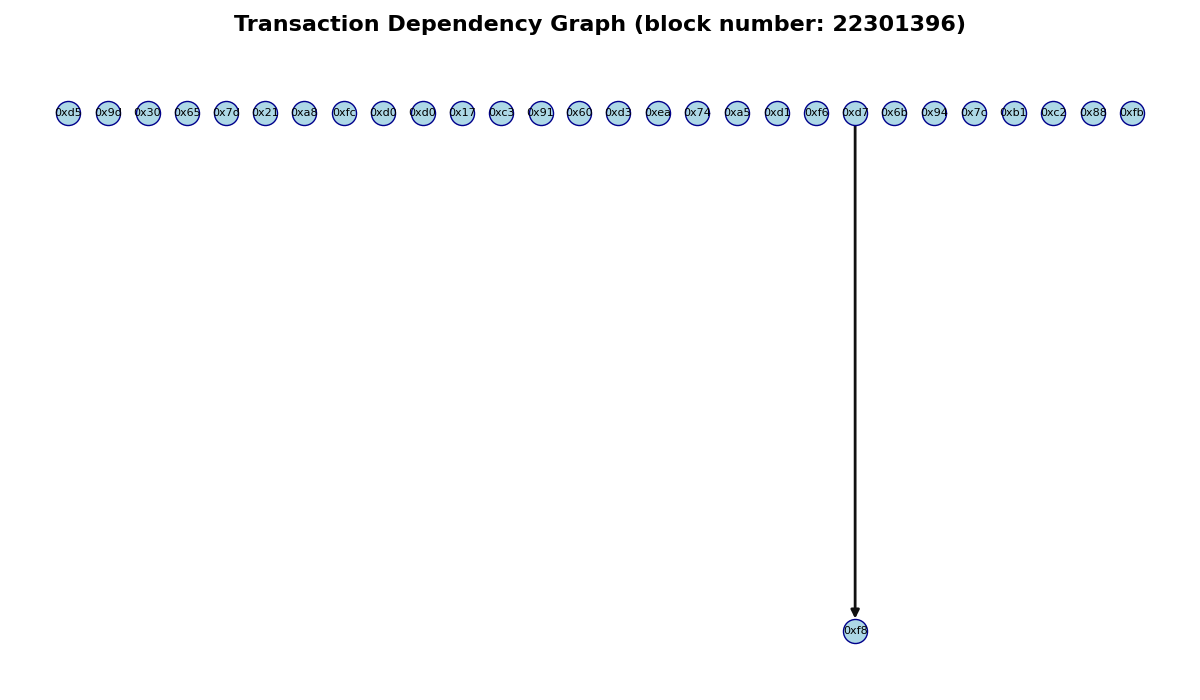 Transaction Dependency Graph (block number: 22301396)
0xd5 0x9d 0x30 0x65 0x7d 0x21 0xa8 0xfc 0xd0 0xd0 0x17 0xc3 0x91 0x60 0xd3 0xea 0x74 0xa5 0xd1 0xf6 0xd7 0x6b 0x94 0x7c 0xb1 0xc2 0x88 0xfb
0xf8